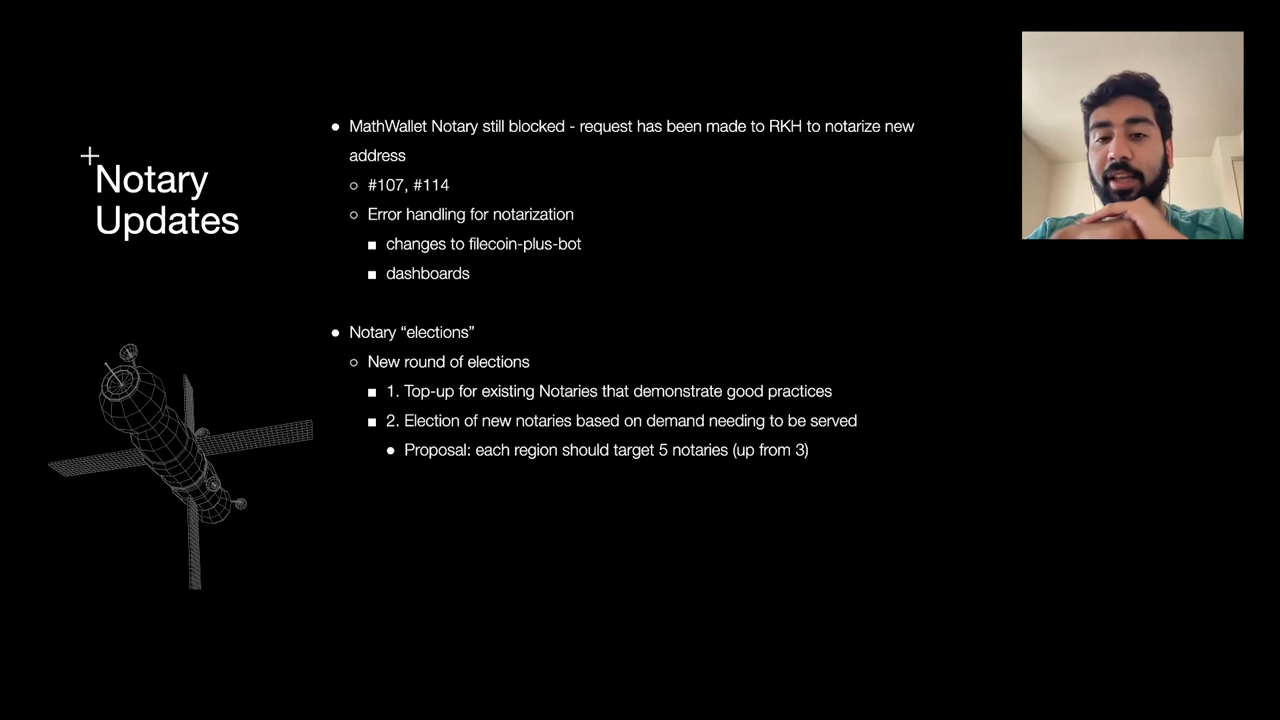 Notary
Updates
● MathWallet Notary still blocked - request has been made to RKH to notarize new
address
○ #107, #114
○ Error handling for notarization
■ changes to filecoin-plus-bot
■ dashboards
● Notary “elections”
○ New round of elections
■ 1. Top-up for existing Notaries that demonstrate good practices
■ 2. Election of new notaries based on demand needing to be served
● Proposal: each region should target 5 notaries (up from 3)